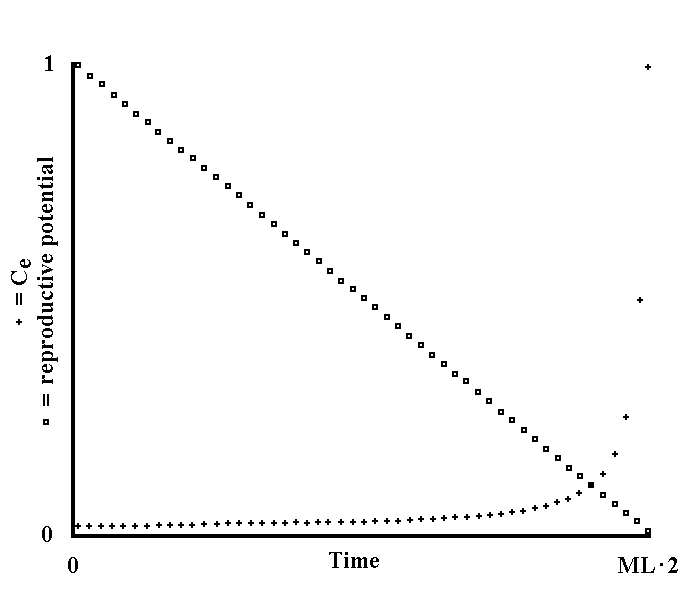 1
+ = Ce
▫ = reproductive potential
0
0
Time
ML·2